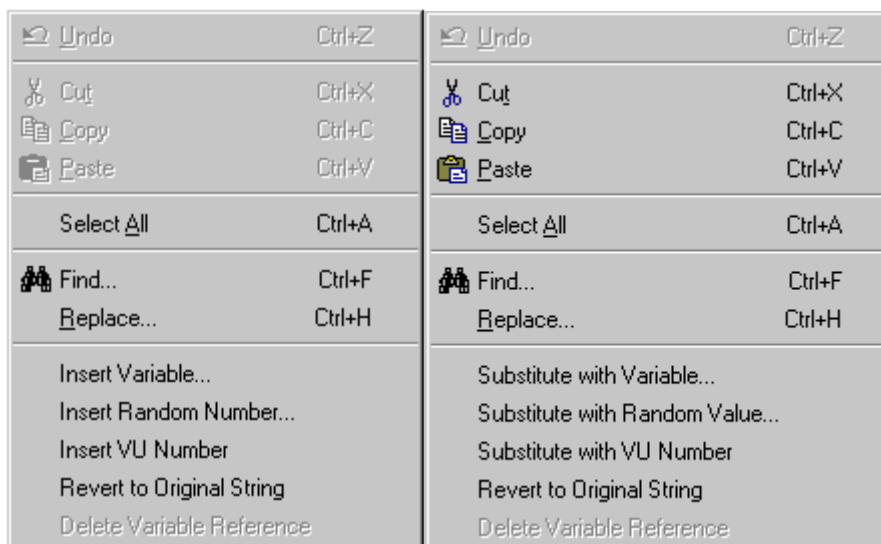 Undo Ctrl+Z
Cut Ctrl+X
Copy Ctrl+C
Paste Ctrl+V
Select All Ctrl+A
Find... Ctrl+F
Replace... Ctrl+H
Insert Variable...
Insert Random Number...
Insert VU Number
Revert to Original String
Delete Variable Reference
Undo Ctrl+Z
Cut Ctrl+X
Copy Ctrl+C
Paste Ctrl+V
Select All Ctrl+A
Find... Ctrl+F
Replace... Ctrl+H
Substitute with Variable...
Substitute with Random Value...
Substitute with VU Number
Revert to Original String
Delete Variable Reference